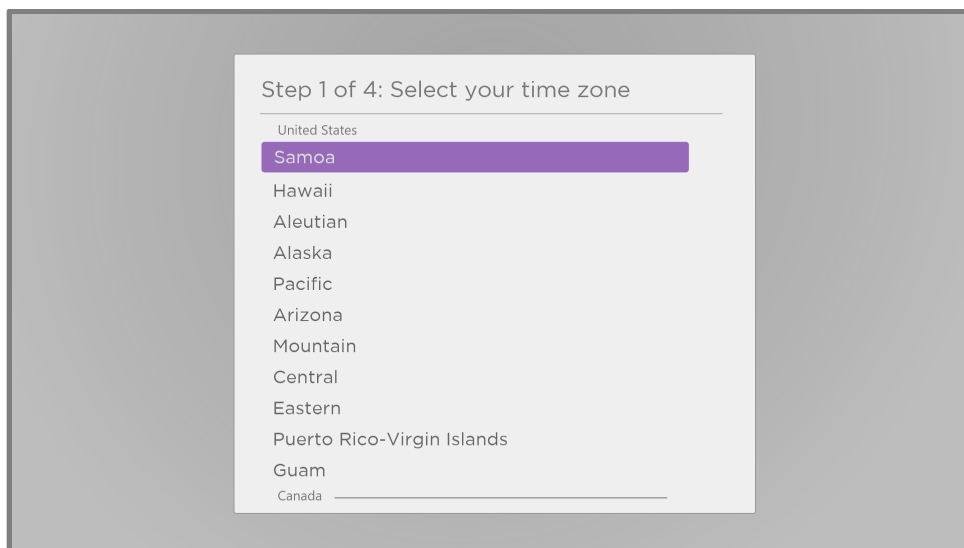 Step 1 of 4: Select your time zone
United States
Samoa
Hawaii
Aleutian
Alaska
Pacific
Arizona
Mountain
Central
Eastern
Puerto Rico-Virgin Islands
Guam
Canada